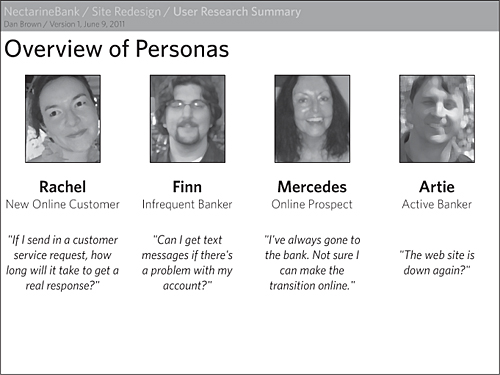 NectarineBank / Site Redesign / User Research Summary
Dan Brown / Version 1, June 9, 2011
Overview of Personas
Rachel
New Online Customer
"If I send in a customer
service request, how
long will it take to get a
real response?"
Finn
Infrequent Banker
"Can I get text
messages if there's
a problem with my
account?"
Mercedes
Online Prospect
"I've always gone to
the bank. Not sure I
can make the
transition online."
Artie
Active Banker
"The web site is
down again?"